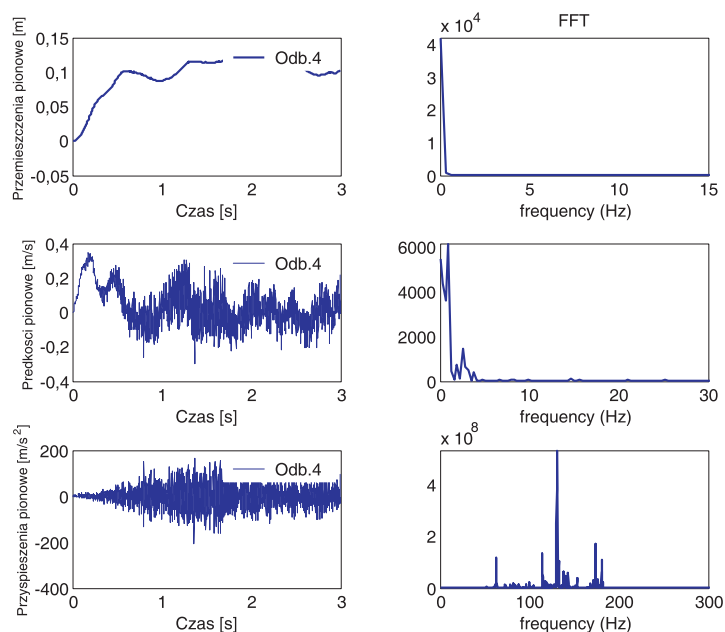 Przemieszczenia pionowe [m]
0,15
0,1
0,05
0
-0,05
Odb.4
0 1 2 3
Czas [s]
x 10^4
FFT
4
3
2
1
0
0 5 10 15
frequency (Hz)
Predkosci pionowe [m/s]
0,4
0,2
0
-0,2
-0,4
Odb.4
0 1 2 3
Czas [s]
6000
4000
2000
0
0 10 20 30
frequency (Hz)
Przyspieszenia pionowe [m/s²]
200
0
-200
-400
Odb.4
0 1 2 3
Czas [s]
x 10^8
4
2
0
0 100 200 300
frequency (Hz)